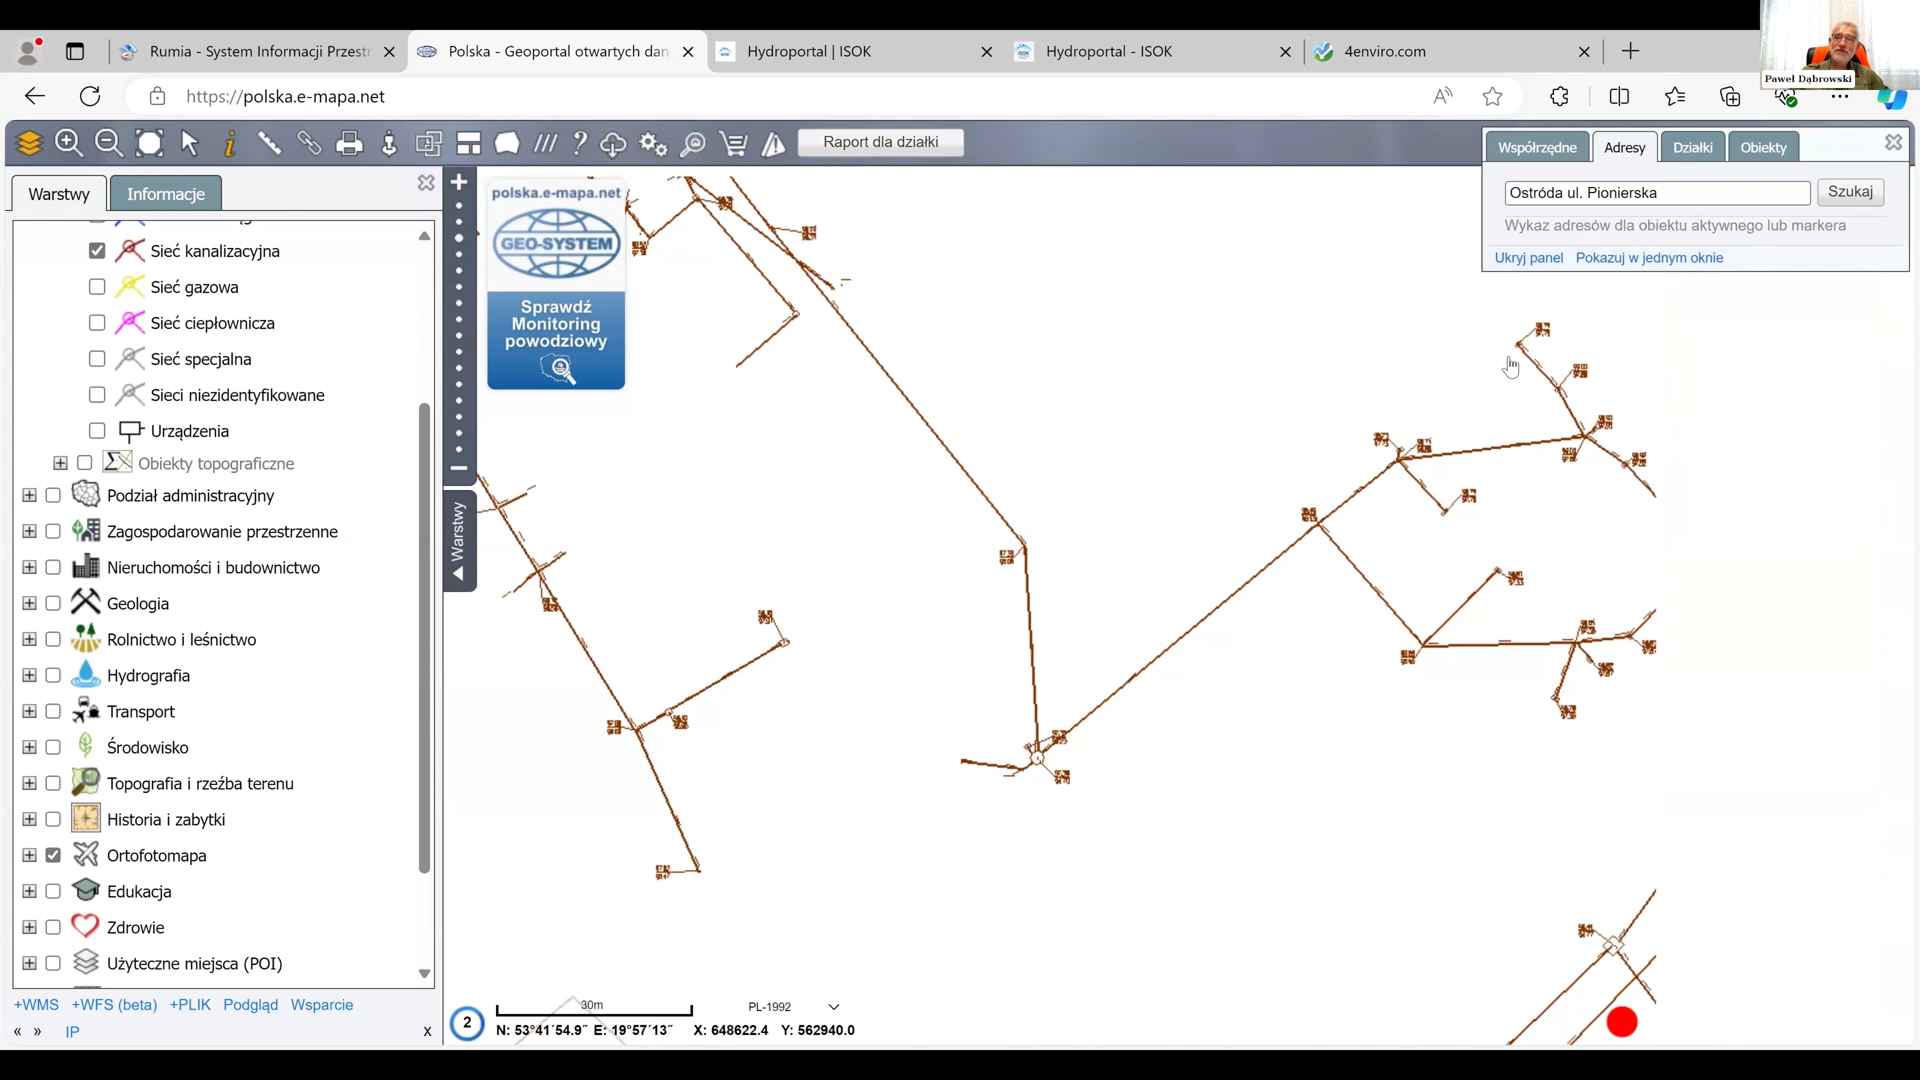 Rumia - System Informacji Przestr
Polska - Geoportal otwartych dan
Hydroportal | ISOK
Hydroportal - ISOK
4enviro.com
Paweł Dąbrowski
https://polska.e-mapa.net
Raport dla działki
Współrzędne
Adresy
Działki
Obiekty
Ostróda ul. Pionierska
Szukaj
Wykaz adresów dla obiektu aktywnego lub markera
Ukryj panel
Pokazuj w jednym oknie
Warstwy
Informacje
Sieć kanalizacyjna
Sieć gazowa
Sieć ciepłownicza
Sieć specjalna
Sieci niezidentyfikowane
Urządzenia
Obiekty topograficzne
Podział administracyjny
Zagospodarowanie przestrzenne
Nieruchomości i budownictwo
Geologia
Rolnictwo i leśnictwo
Hydrografia
Transport
Środowisko
Topografia i rzeźba terenu
Historia i zabytki
Ortofotomapa
Edukacja
Zdrowie
Użyteczne miejsca (POI)
+WMS +WFS (beta) +PLIK Podgląd Wsparcie
« » IP x
Warstwy
polska.e-mapa.net
GEO-SYSTEM
Sprawdź
Monitoring
powodziowy
2
30m
PL-1992
N: 53°41´54.9˝ E: 19°57´13˝ X: 648622.4 Y: 562940.0